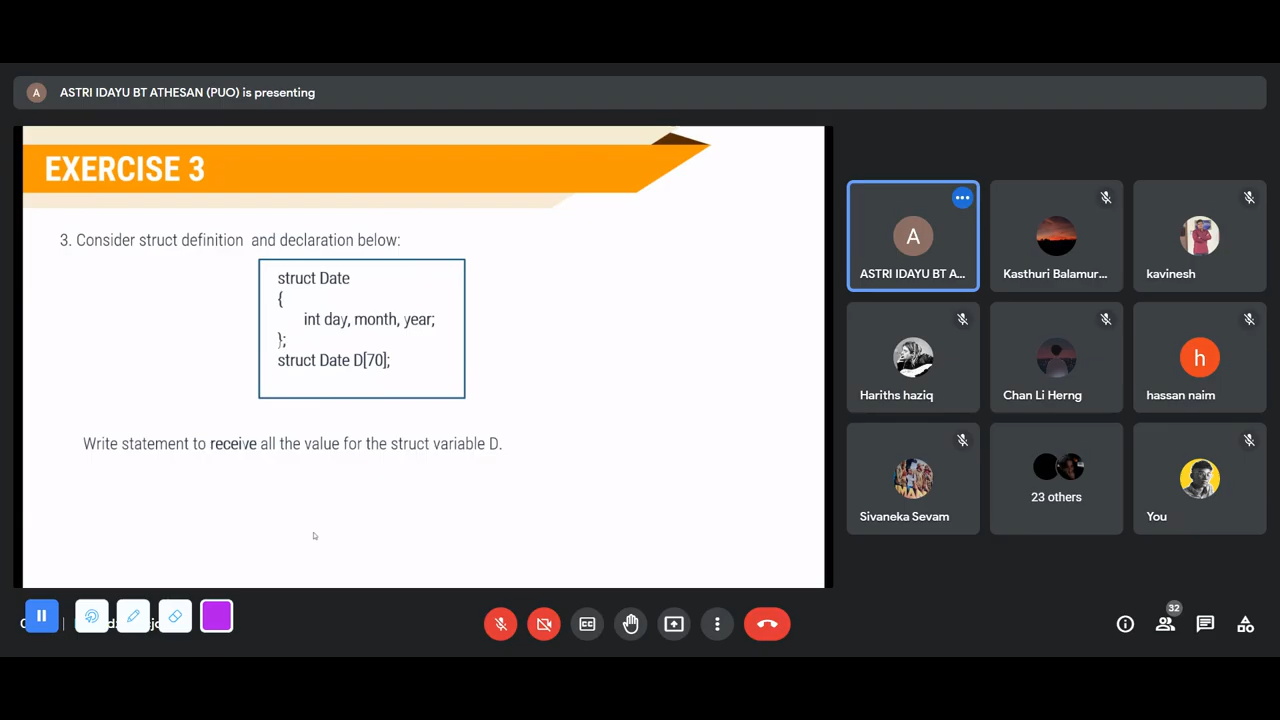 A ASTRI IDAYU BT ATHESAN (PUO) is presenting
EXERCISE 3
3. Consider struct definition and declaration below:
struct Date
{
int day, month, year;
};
struct Date D[70];
Write statement to receive all the value for the struct variable D.
A
ASTRI IDAYU BT A...
Kasthuri Balamur...
kavinesh
Hariths haziq
Chan Li Herng
h
hassan naim
Sivaneka Sevam
23 others
You
CC
32